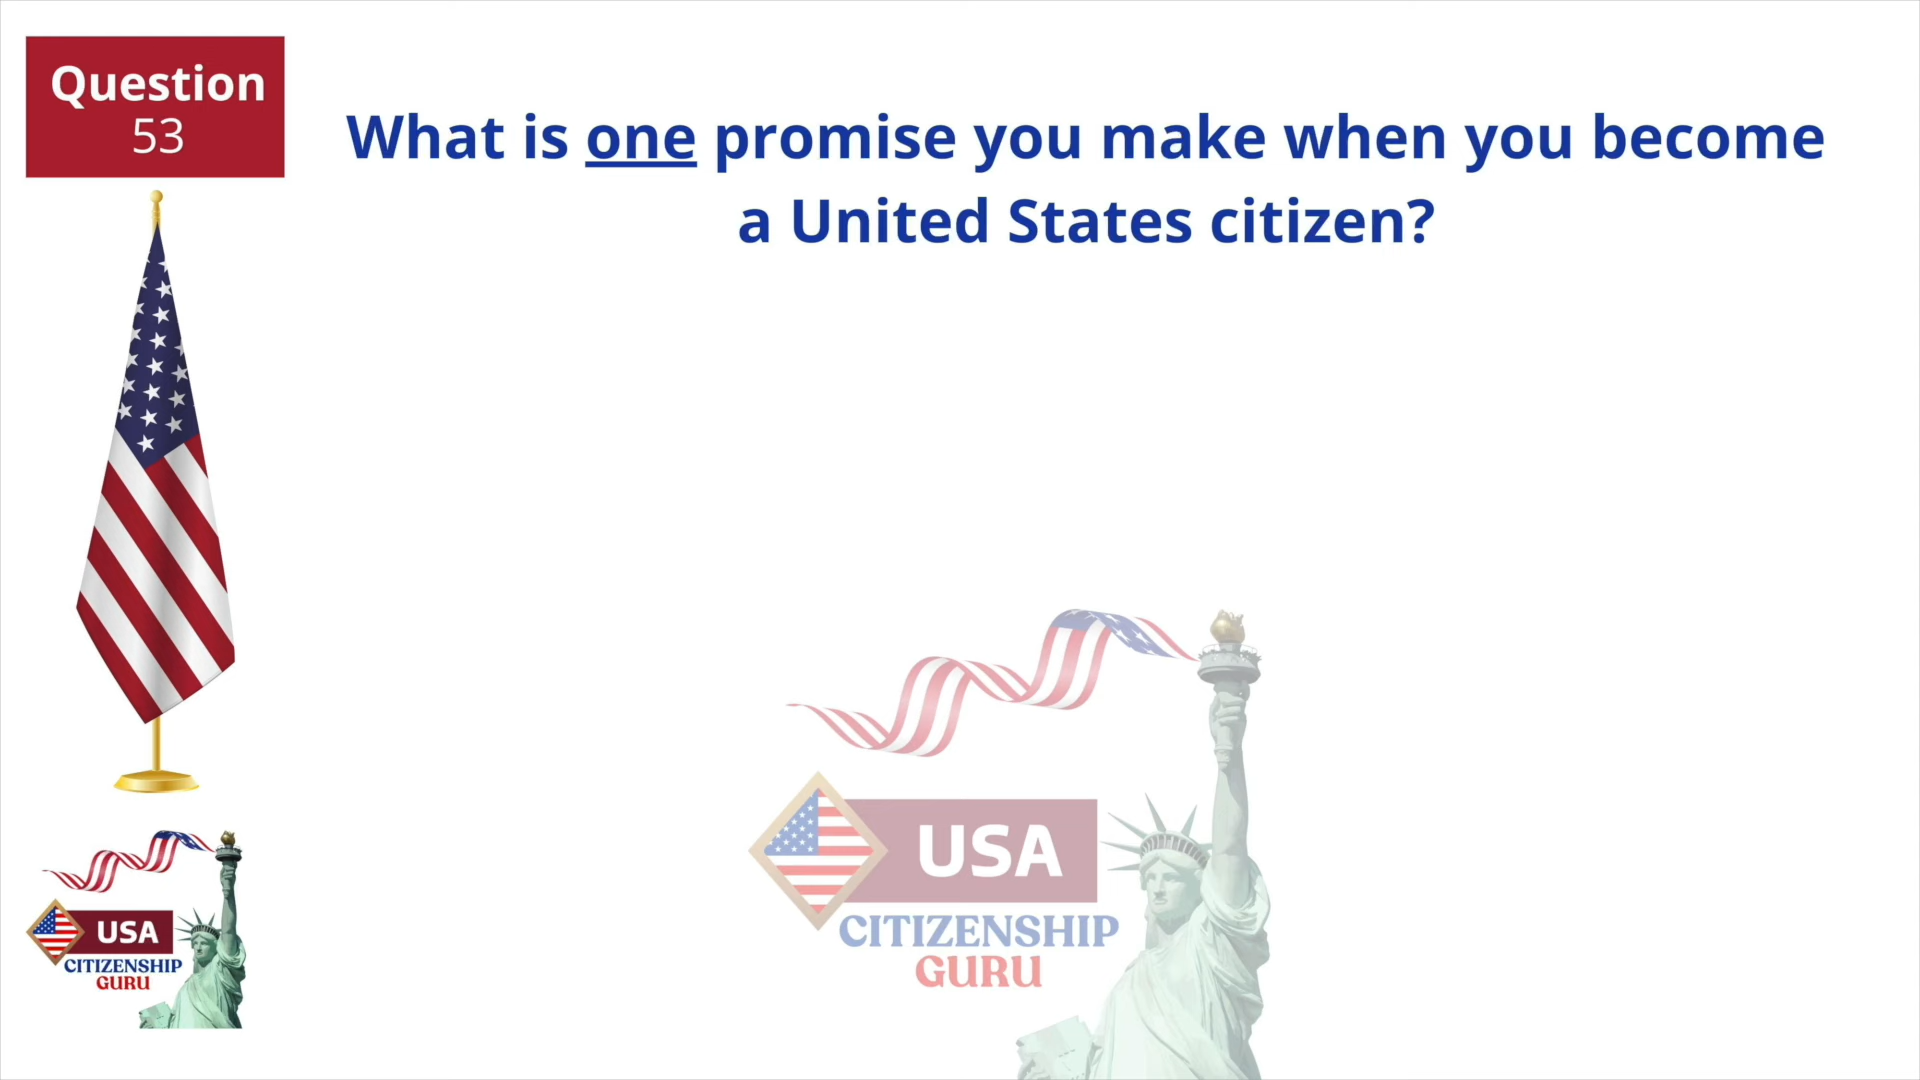 Question
53
What is one promise you make when you become
a United States citizen?
USA
CITIZENSHIP
GURU
USA
CITIZENSHIP
GURU